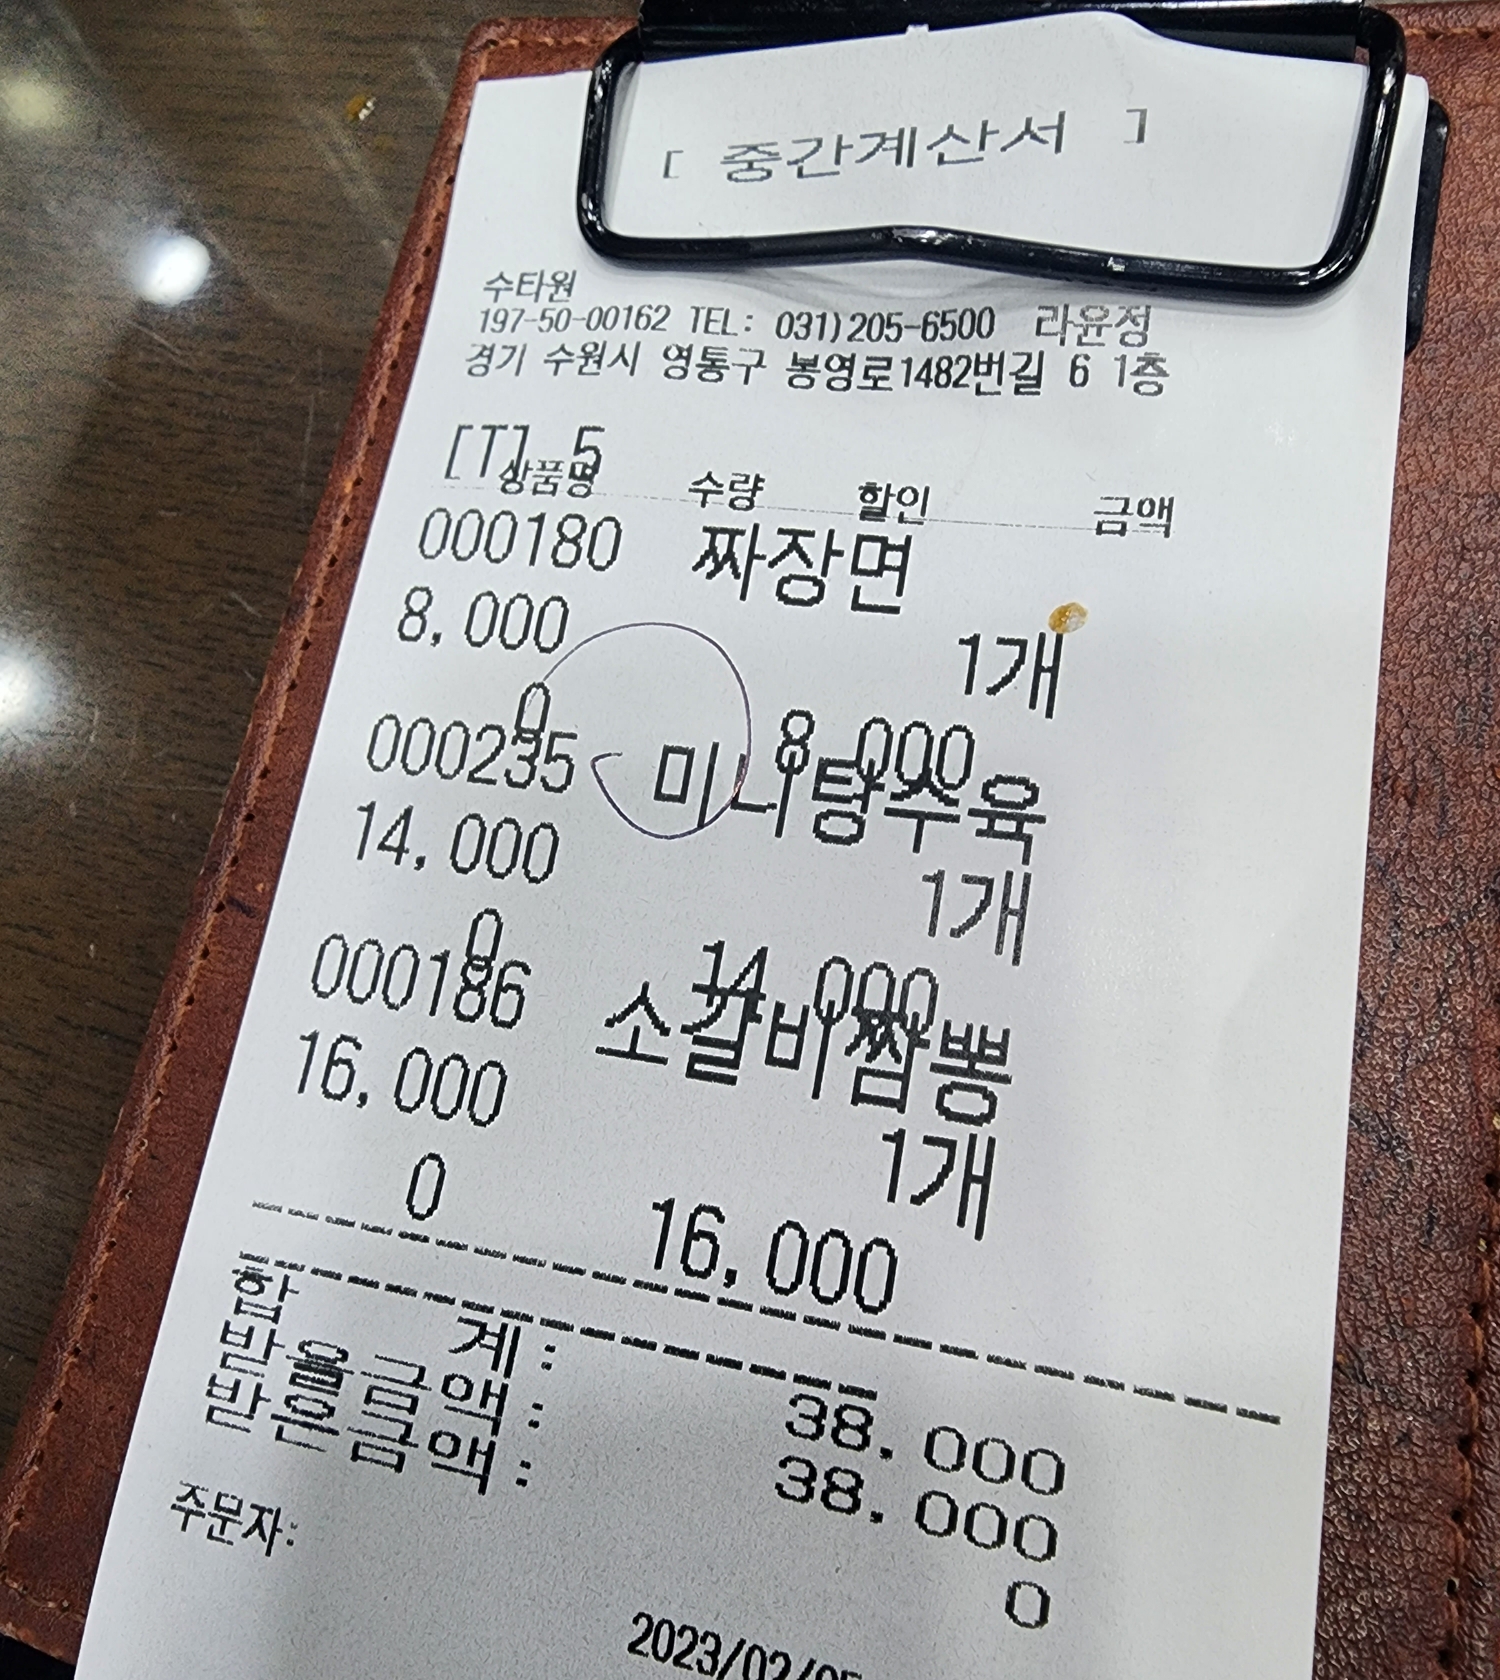 [ 중간계산서 ]
수타원
197-50-00162 TEL: 031)205-6500 라윤정
경기 수원시 영통구 봉영로1482번길 6 1층
[T] 5
상품명 수량 할인 금액
000180 짜장면
8,000 1개
0 8,000
000235 미니탕수육
14,000 1개
0 14,000
000186 소갈비짬뽕
16,000 1개
0 16,000
합 계: 38.000
받을금액: 38.000
받은금액: 0
주문자:
2023/02/05